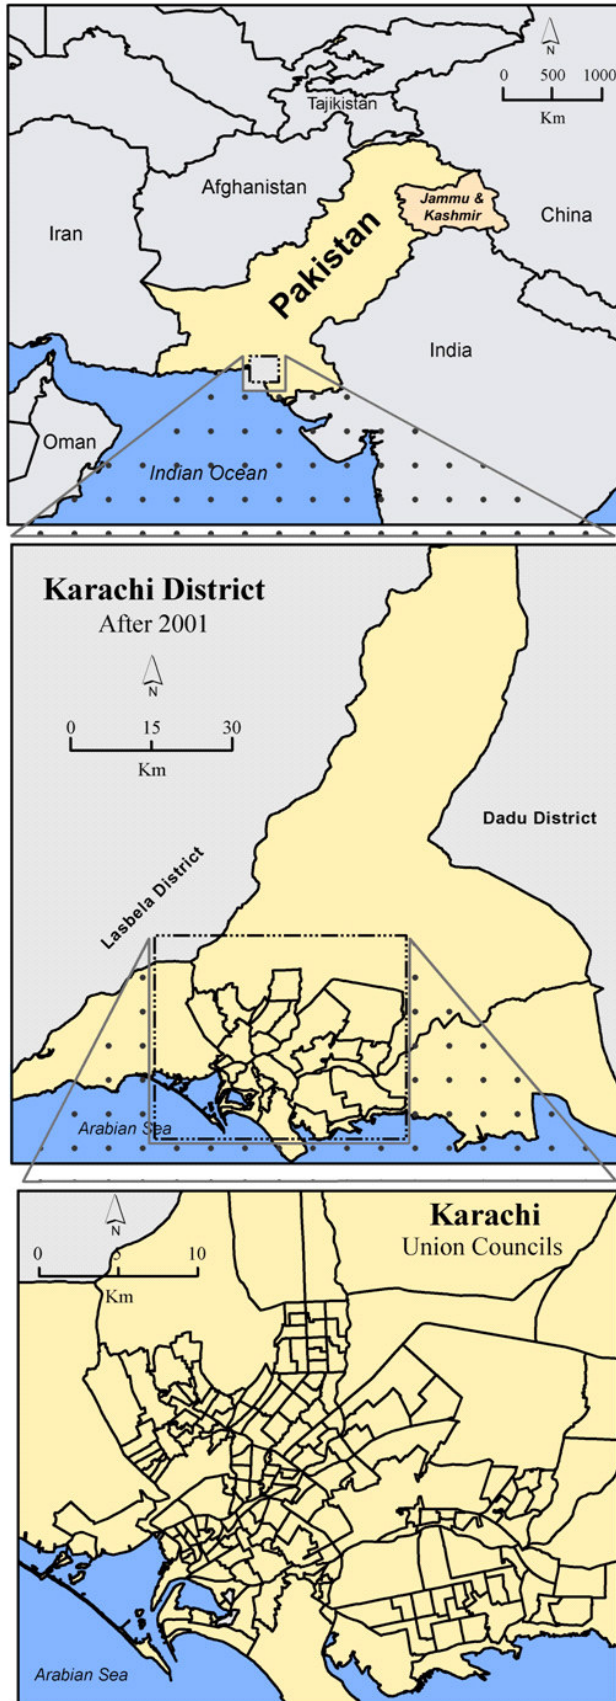 N
0 500 1000
Km
Tajikistan
Afghanistan
Jammu &
Kashmir
China
Iran
Pakistan
India
Oman
Indian Ocean
Karachi District
After 2001
N
0 15 30
Km
Dadu District
Lasbela District
Arabian Sea
Karachi
Union Councils
N
0 5 10
Km
Arabian Sea